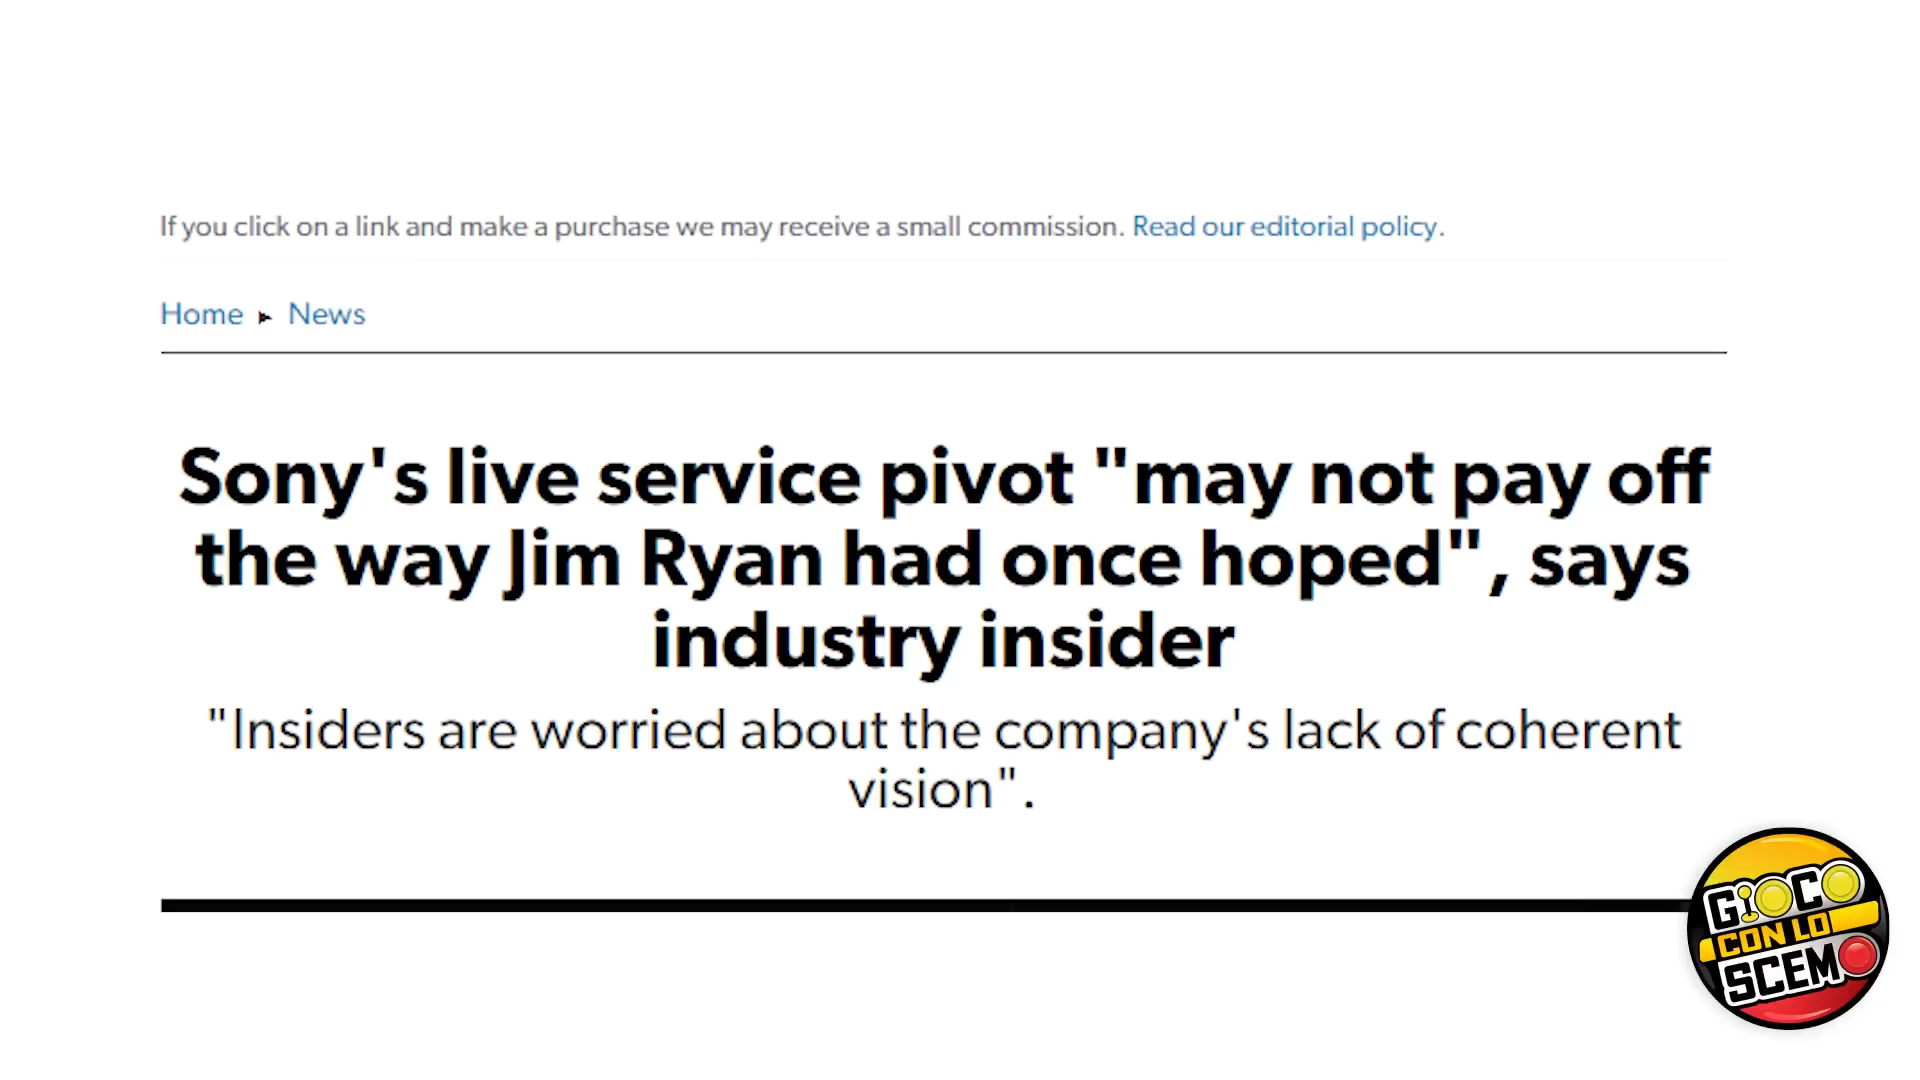 If you click on a link and make a purchase we may receive a small commission. Read our editorial policy.
Home ▸ News
Sony's live service pivot "may not pay off
the way Jim Ryan had once hoped", says
industry insider
"Insiders are worried about the company's lack of coherent
vision".
GIOCO
CON LO
SCEMO